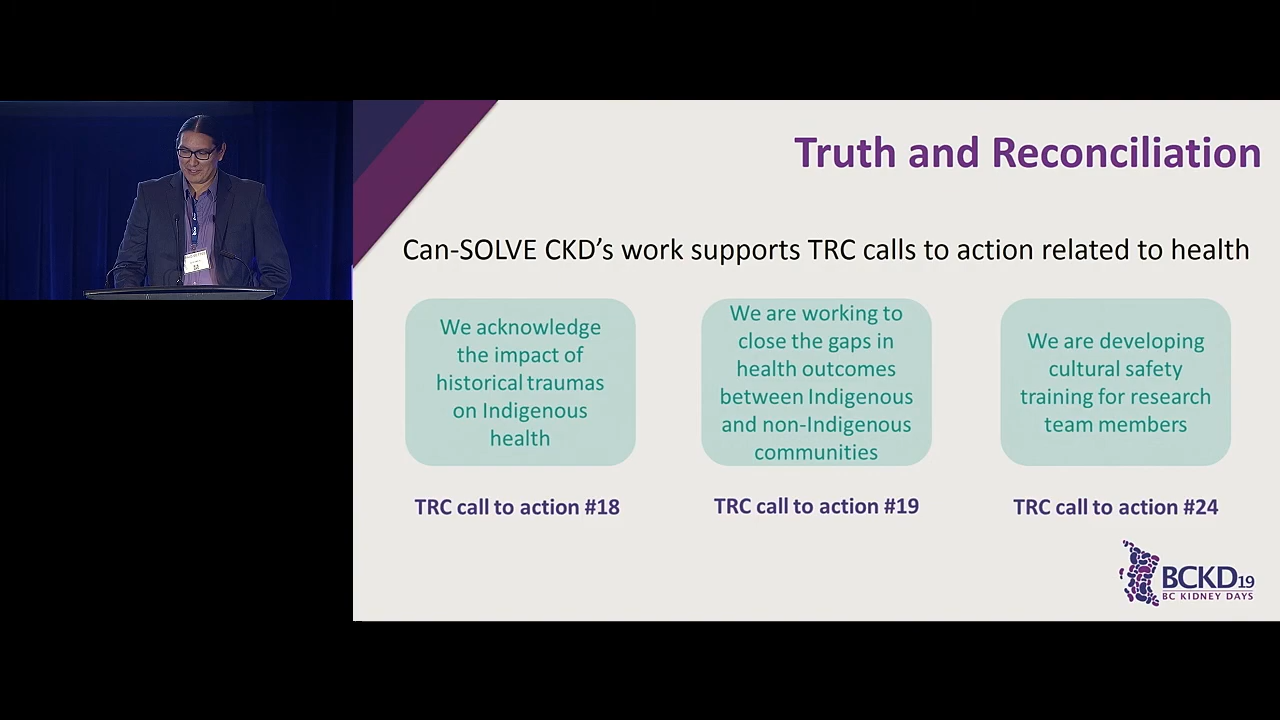 Truth and Reconciliation
Can-SOLVE CKD's work supports TRC calls to action related to health
We acknowledge
the impact of
historical traumas
on Indigenous
health
TRC call to action #18
We are working to
close the gaps in
health outcomes
between Indigenous
and non-Indigenous
communities
TRC call to action #19
We are developing
cultural safety
training for research
team members
TRC call to action #24
BCKD19
BC KIDNEY DAYS